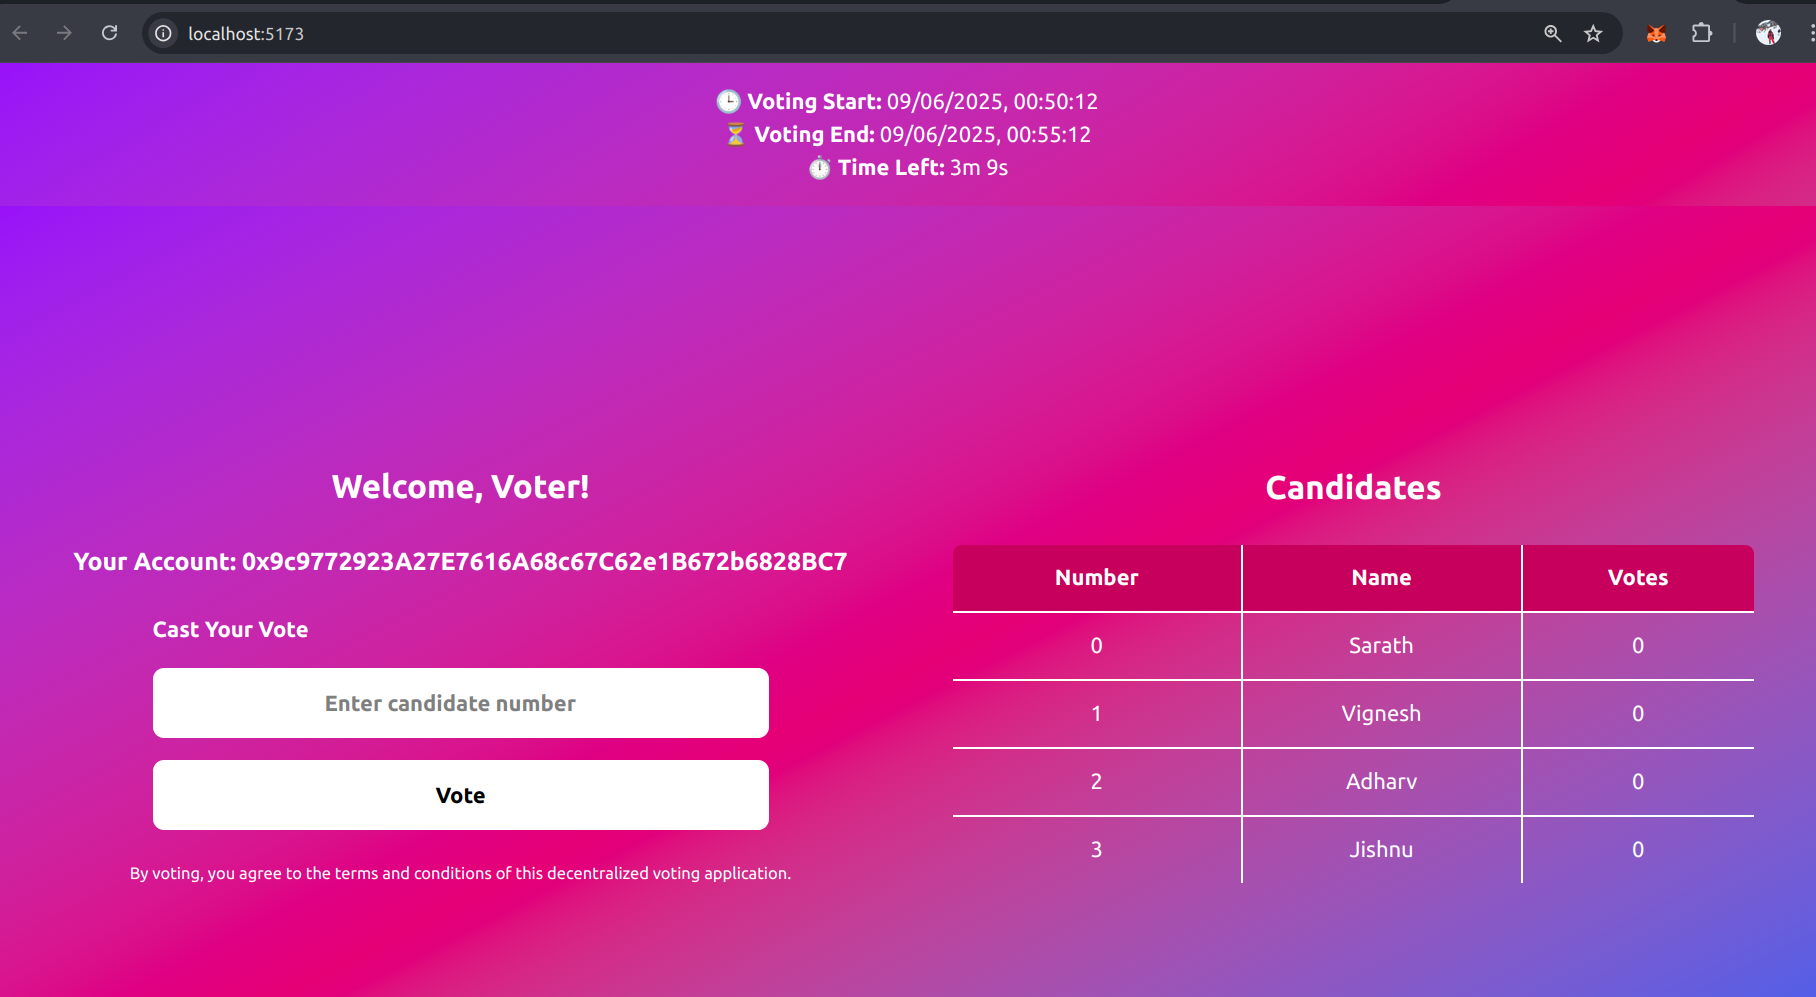 localhost:5173
Voting Start: 09/06/2025, 00:50:12
Voting End: 09/06/2025, 00:55:12
Time Left: 3m 9s
Welcome, Voter!
Your Account: 0x9c9772923A27E7616A68c67C62e1B672b6828BC7
Cast Your Vote
Enter candidate number
Vote
By voting, you agree to the terms and conditions of this decentralized voting application.
Candidates
Number Name Votes
0 Sarath 0
1 Vignesh 0
2 Adharv 0
3 Jishnu 0